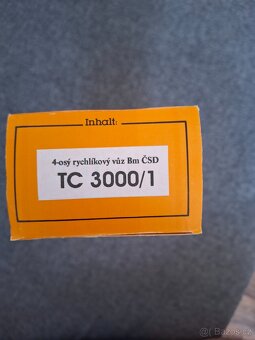 Inhalt:
4-osý rychlíkový vůz Bm ČSD
TC 3000/1